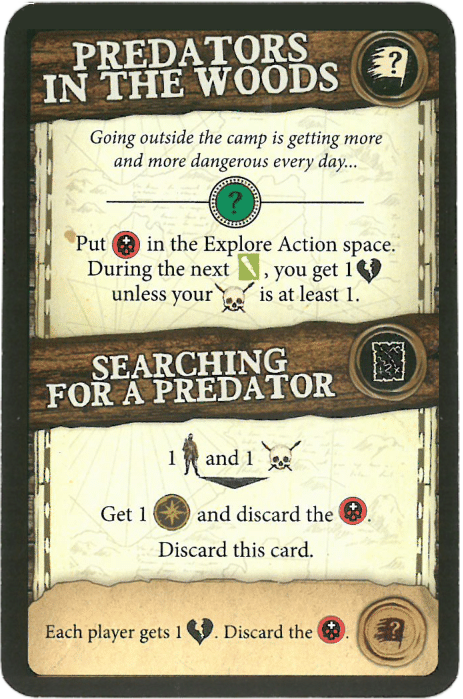 PREDATORS
IN THE WOODS
?
Going outside the camp is getting more
and more dangerous every day...
?
Put in the Explore Action space.
During the next , you get 1
unless your is at least 1.
SEARCHING
FOR A PREDATOR
1 and 1
Get 1 and discard the .
Discard this card.
Each player gets 1 . Discard the .
?